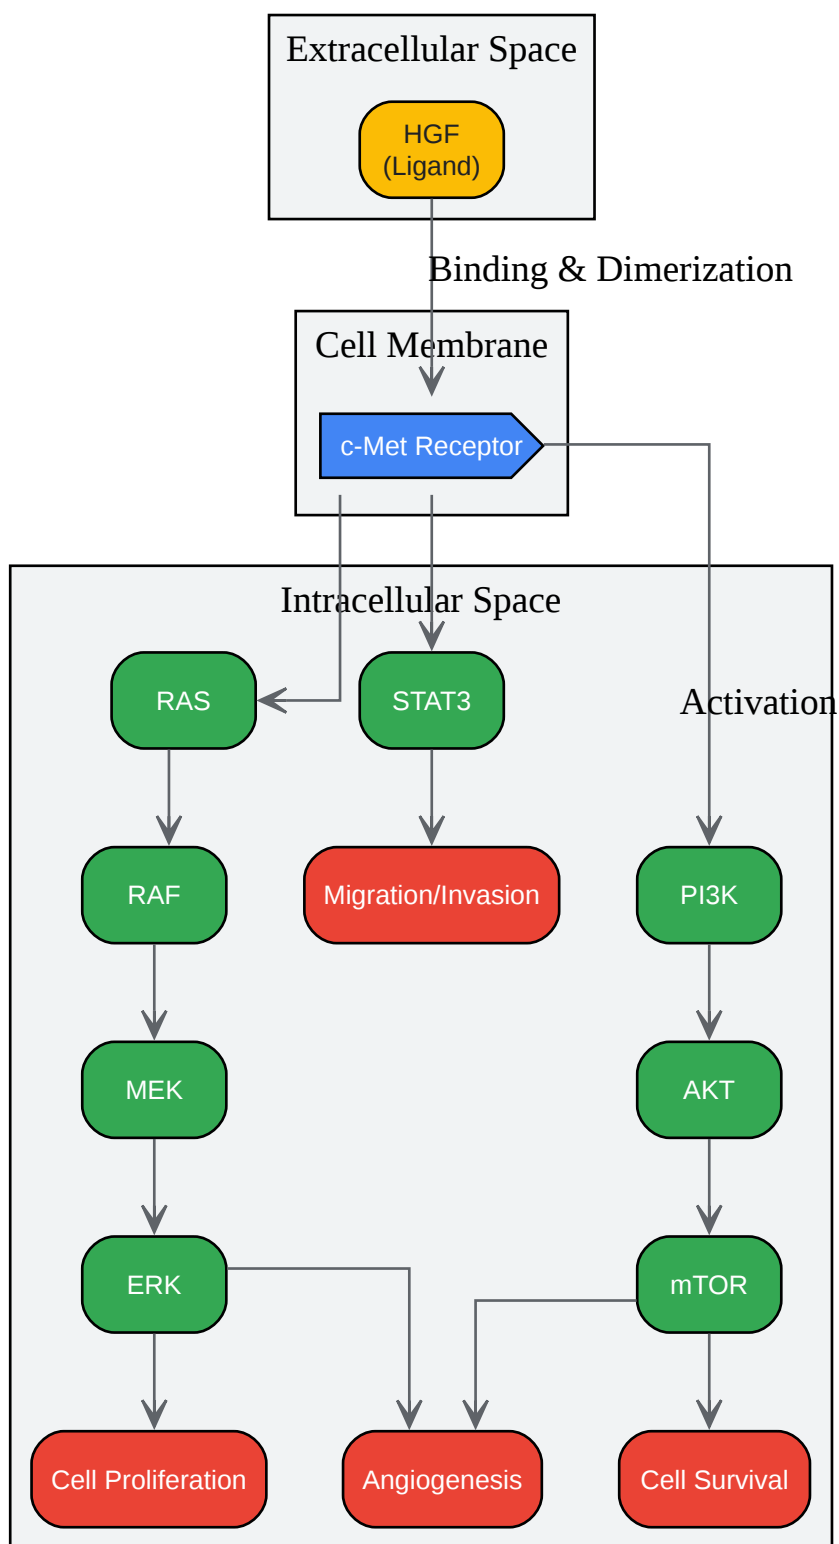 Extracellular Space
HGF
(Ligand)
Binding & Dimerization
Cell Membrane
c-Met Receptor
Intracellular Space
RAS
STAT3
Activation
RAF
Migration/Invasion
PI3K
MEK
AKT
ERK
mTOR
Cell Proliferation
Angiogenesis
Cell Survival